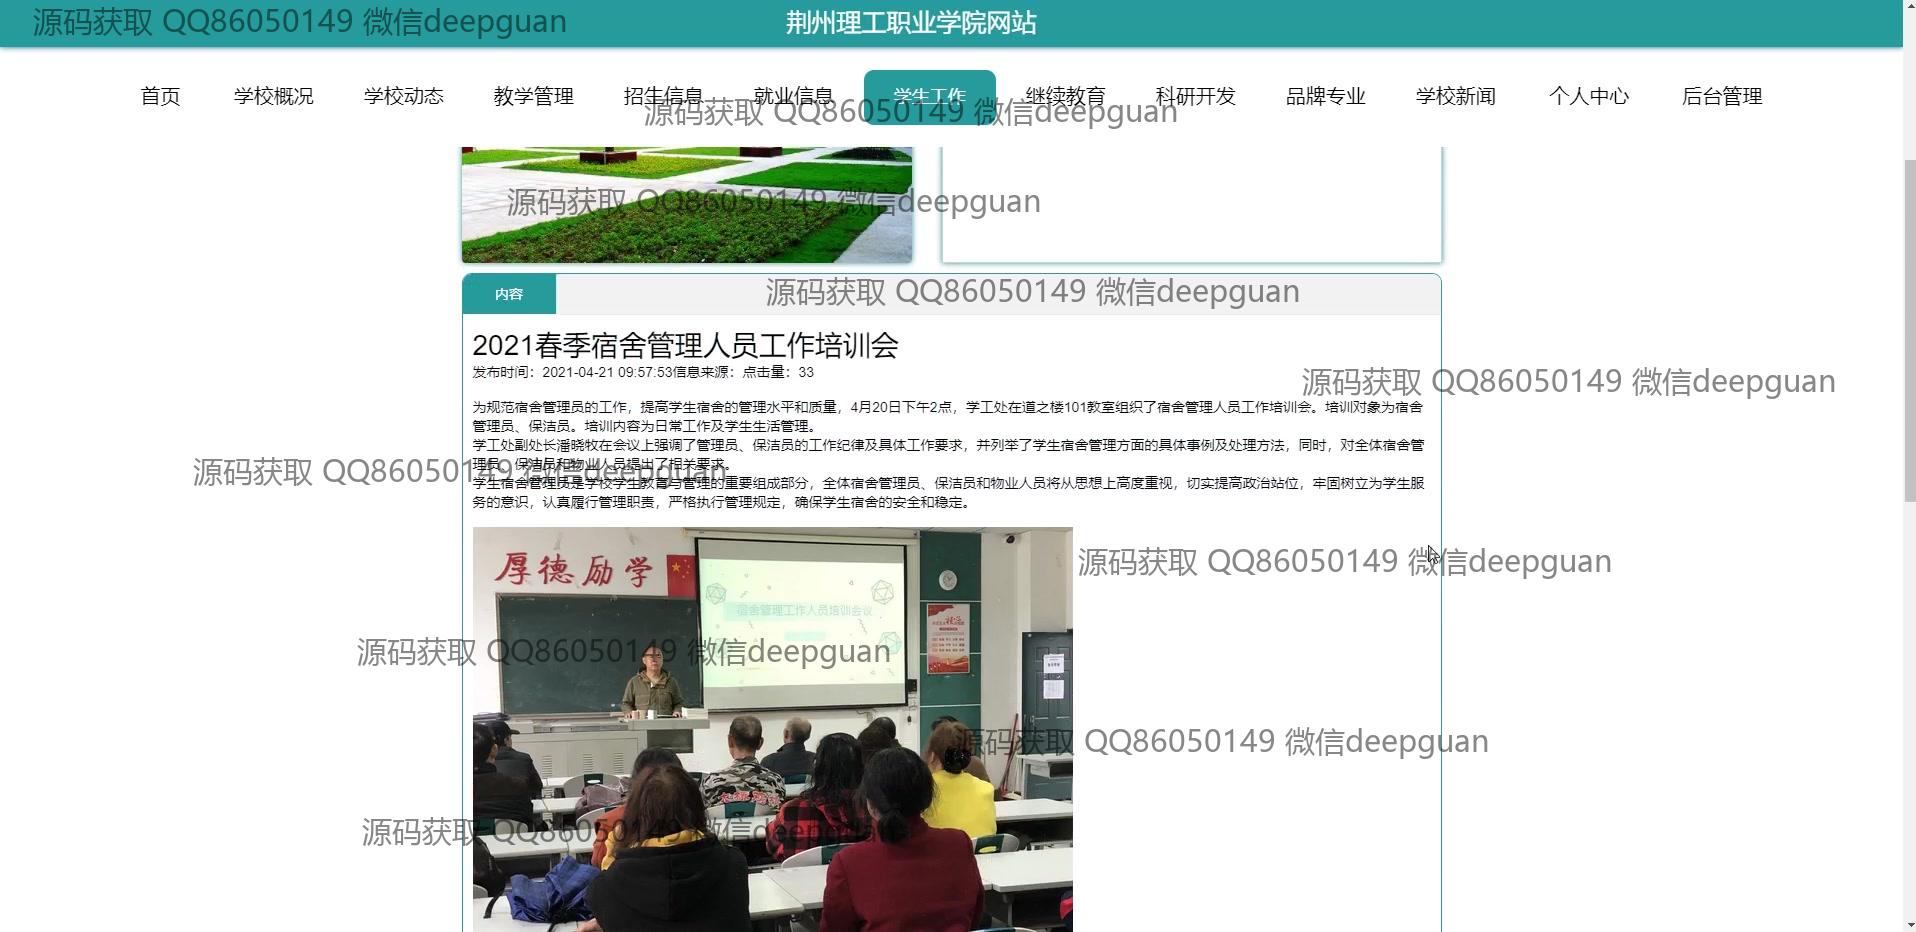 源码获取 QQ86050149 微信deepguan
荆州理工职业学院网站
首页 学校概况 学校动态 教学管理 招生信息 就业信息 学生工作 继续教育 科研开发 品牌专业 学校新闻 个人中心 后台管理
源码获取 QQ86050149 微信deepguan
源码获取 QQ86050149 微信deepguan
内容
源码获取 QQ86050149 微信deepguan
2021春季宿舍管理人员工作培训会
发布时间：2021-04-21 09:57:53信息来源：点击量：33
源码获取 QQ86050149 微信deepguan
为规范宿舍管理员的工作，提高学生宿舍的管理水平和质量，4月20日下午2点，学工处在道之楼101教室组织了宿舍管理人员工作培训会。培训对象为宿舍
管理员、保洁员。培训内容为日常工作及学生生活管理。
学工处副处长潘晓牧在会议上强调了管理员、保洁员的工作纪律及具体工作要求，并列举了学生宿舍管理方面的具体事例及处理方法，同时，对全体宿舍管
理员、保洁员和物业人员提出了相关要求。
源码获取 QQ86050149 微信deepguan
学生宿舍管理员是学校学生教育与管理的重要组成部分，全体宿舍管理员、保洁员和物业人员将从思想上高度重视，切实提高政治站位，牢固树立为学生服
务的意识，认真履行管理职责，严格执行管理规定，确保学生宿舍的安全和稳定。
厚德励学
源码获取 QQ86050149 微信deepguan
宿舍管理工作人员培训会议
源码获取 QQ86050149 微信deepguan
源码获取 QQ86050149 微信deepguan
源码获取 QQ86050149 微信deepguan